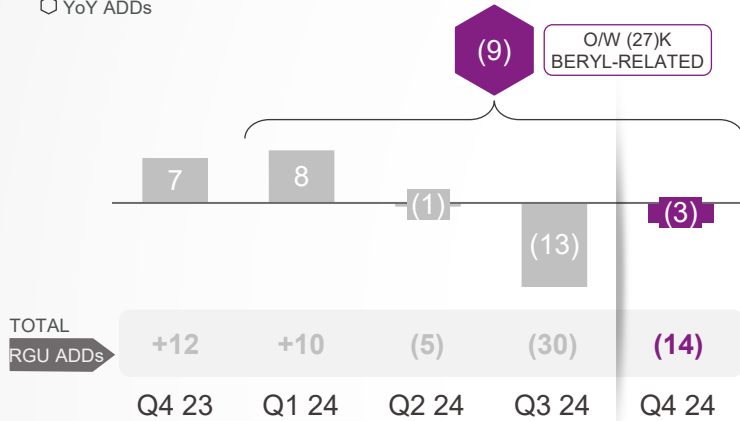 YoY ADDs
(9)
O/W (27)K
BERYL-RELATED
7
8
(1)
(13)
(3)
TOTAL
RGU ADDs
+12
+10
(5)
(30)
(14)
Q4 23
Q1 24
Q2 24
Q3 24
Q4 24